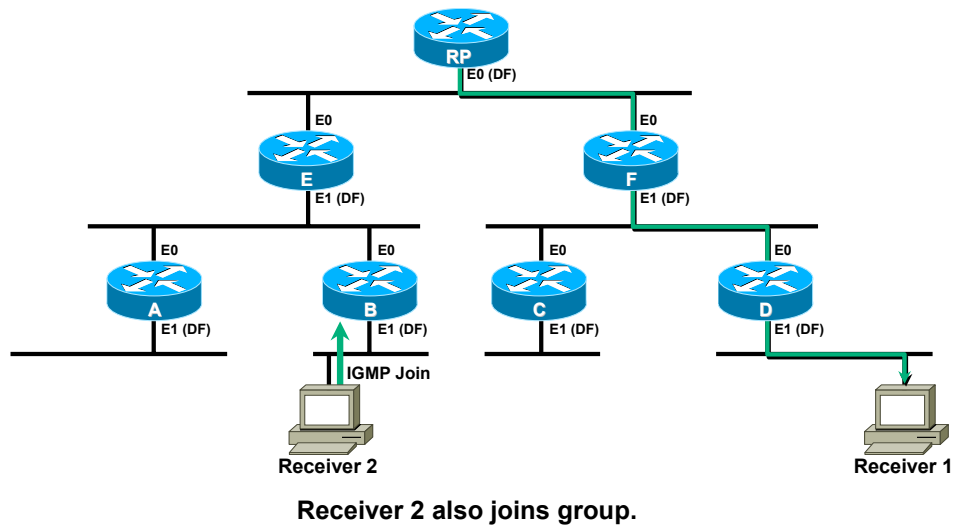 RP
E0 (DF)
E0
E0
E
F
E1 (DF)
E1 (DF)
E0
E0
E0
E0
A
B
C
D
E1 (DF)
E1 (DF)
E1 (DF)
E1 (DF)
IGMP Join
Receiver 2
Receiver 1
Receiver 2 also joins group.